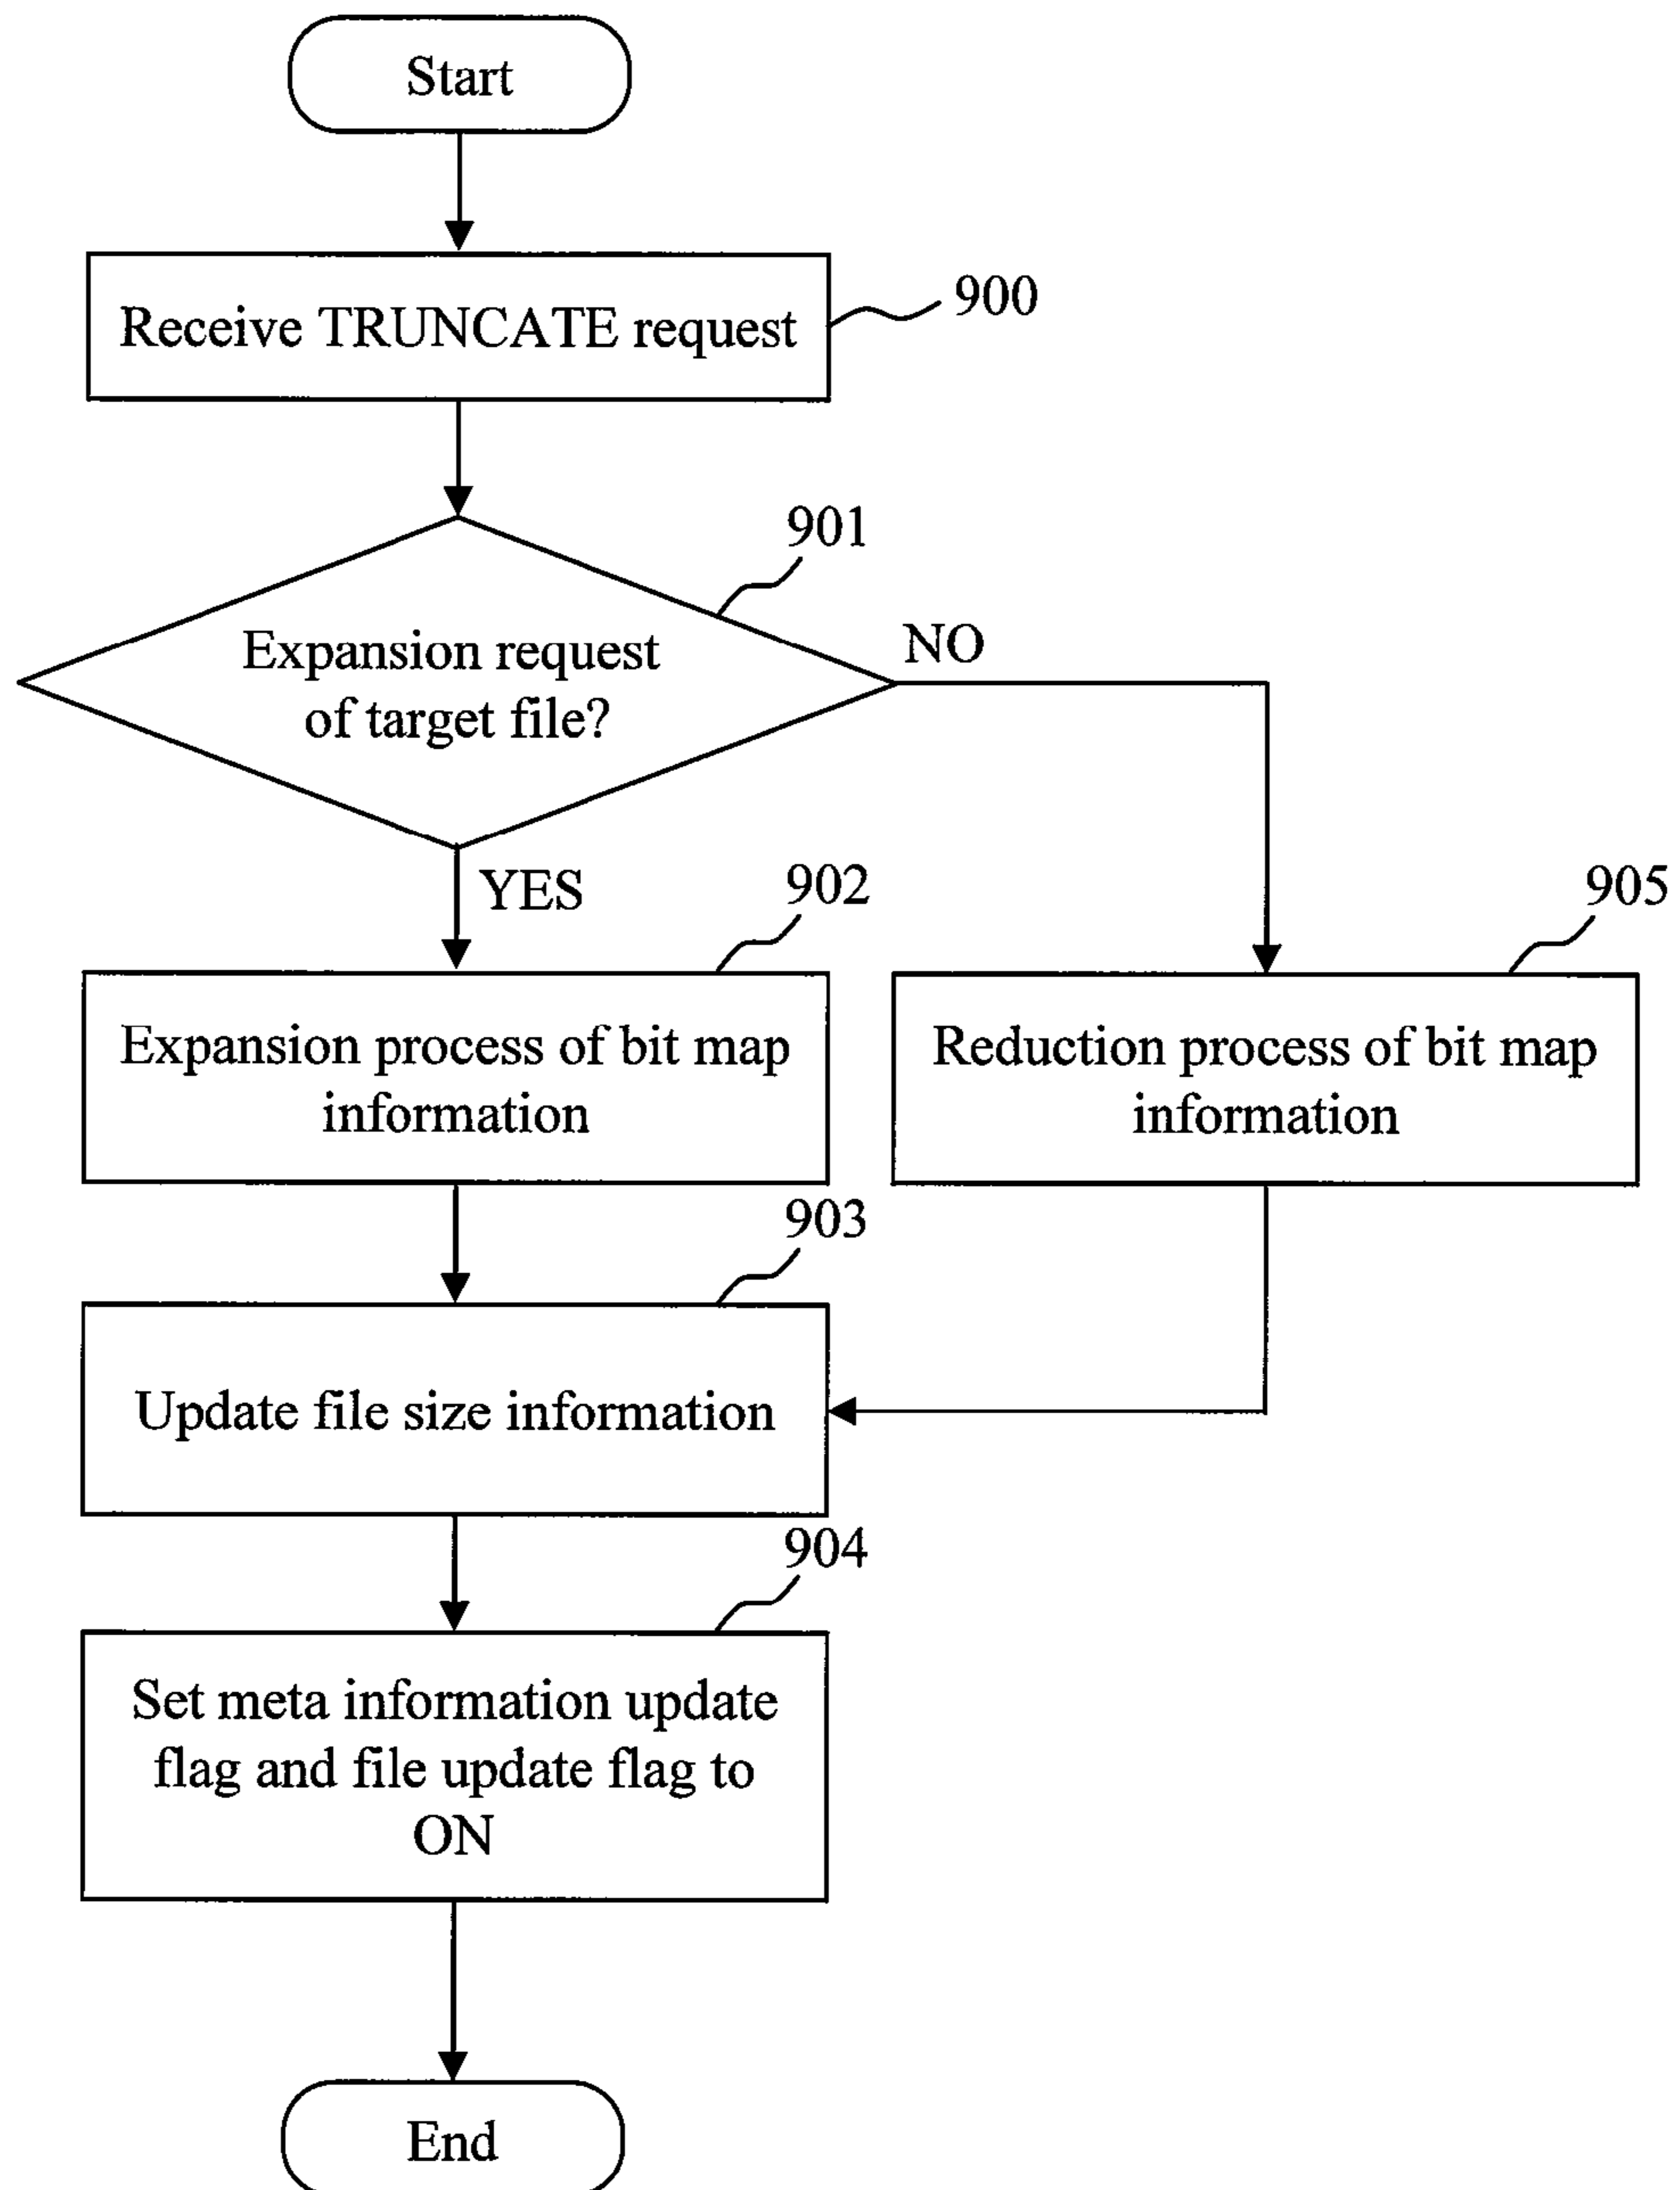 Start
Receive TRUNCATE request
900
901
Expansion request
of target file?
NO
YES
902
905
Expansion process of bit map
information
Reduction process of bit map
information
903
Update file size information
904
Set meta information update
flag and file update flag to
ON
End